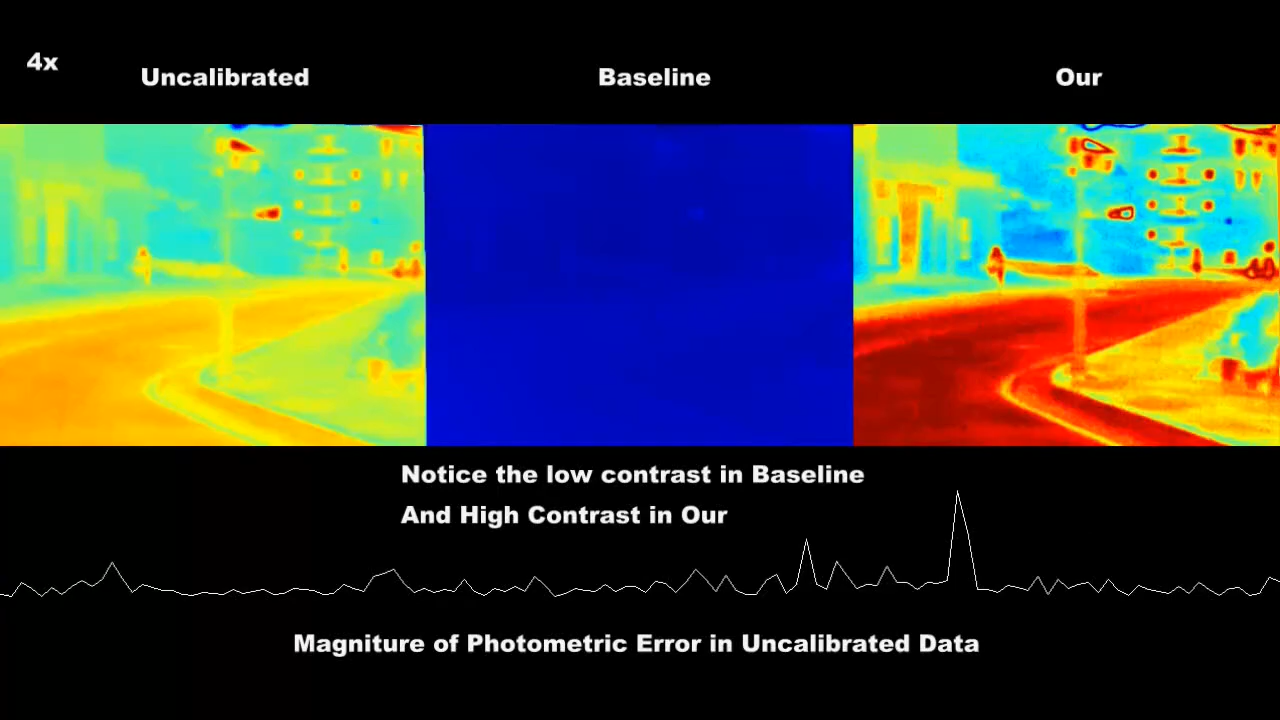 4x
Uncalibrated
Baseline
Our
Notice the low contrast in Baseline
And High Contrast in Our
Magniture of Photometric Error in Uncalibrated Data